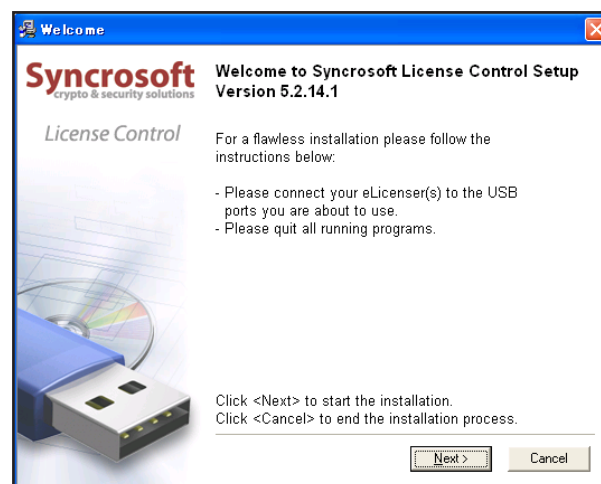 Welcome
Syncrosoft
crypto & security solutions
License Control
Welcome to Syncrosoft License Control Setup
Version 5.2.14.1
For a flawless installation please follow the
instructions below:
- Please connect your eLicenser(s) to the USB
ports you are about to use.
- Please quit all running programs.
Click <Next> to start the installation.
Click <Cancel> to end the installation process.
Next >
Cancel